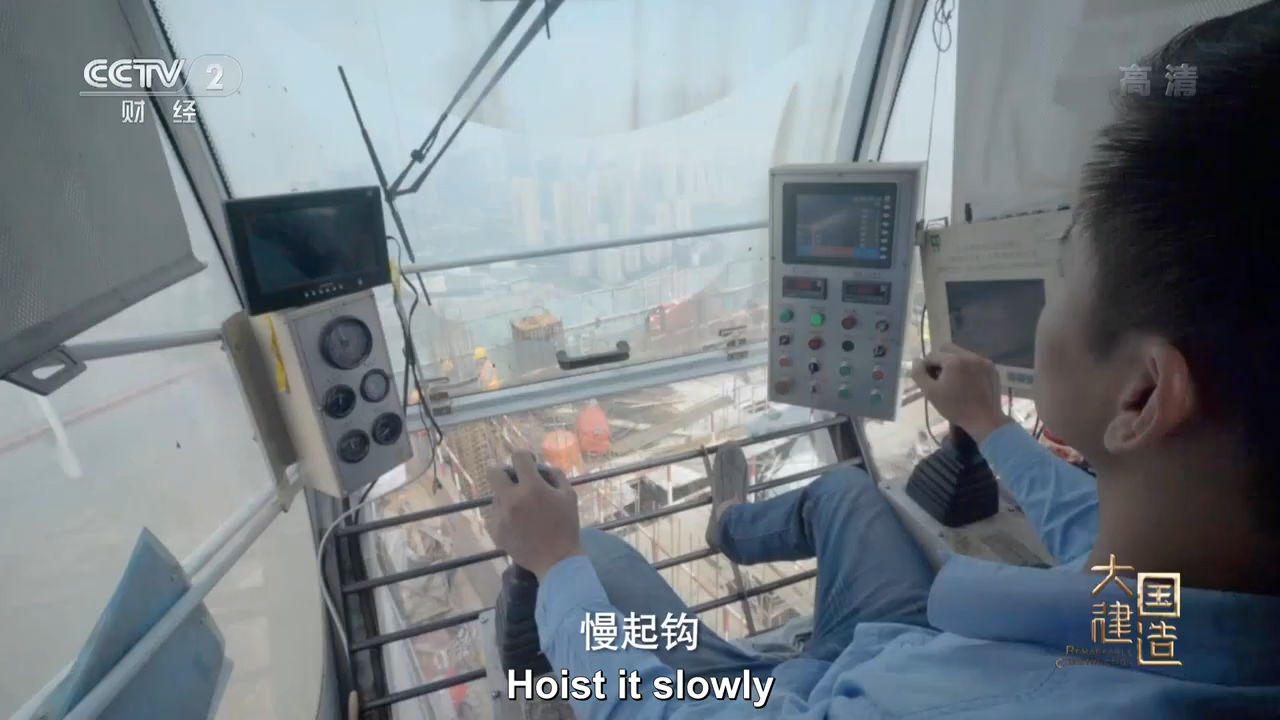 CCTV 2
财 经
高 清
慢起钩
Hoist it slowly
大国
建造